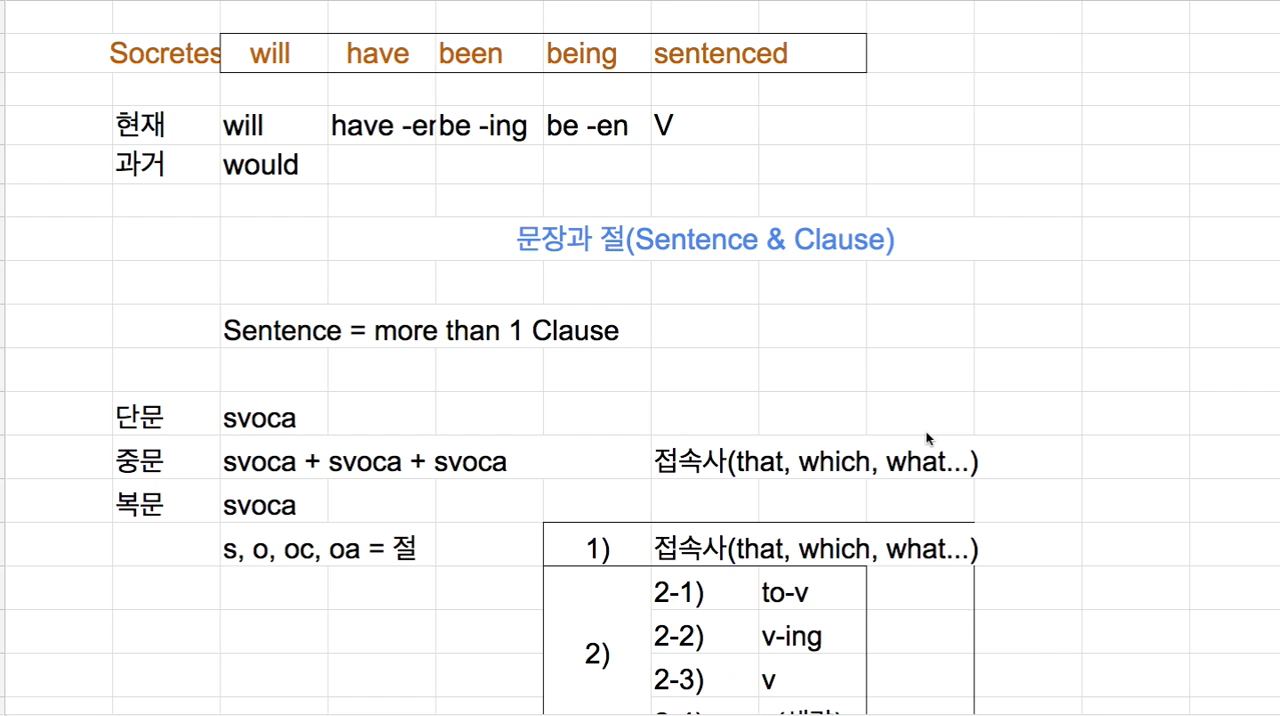 Socretes will have been being sentenced
현재 will have -en be -ing be -en V
과거 would
문장과 절(Sentence & Clause)
Sentence = more than 1 Clause
단문 svoca
중문 svoca + svoca + svoca 접속사(that, which, what...)
복문 svoca
s, o, oc, oa = 절 1) 접속사(that, which, what...)
2-1) to-v
2-2) v-ing
2)
2-3) v